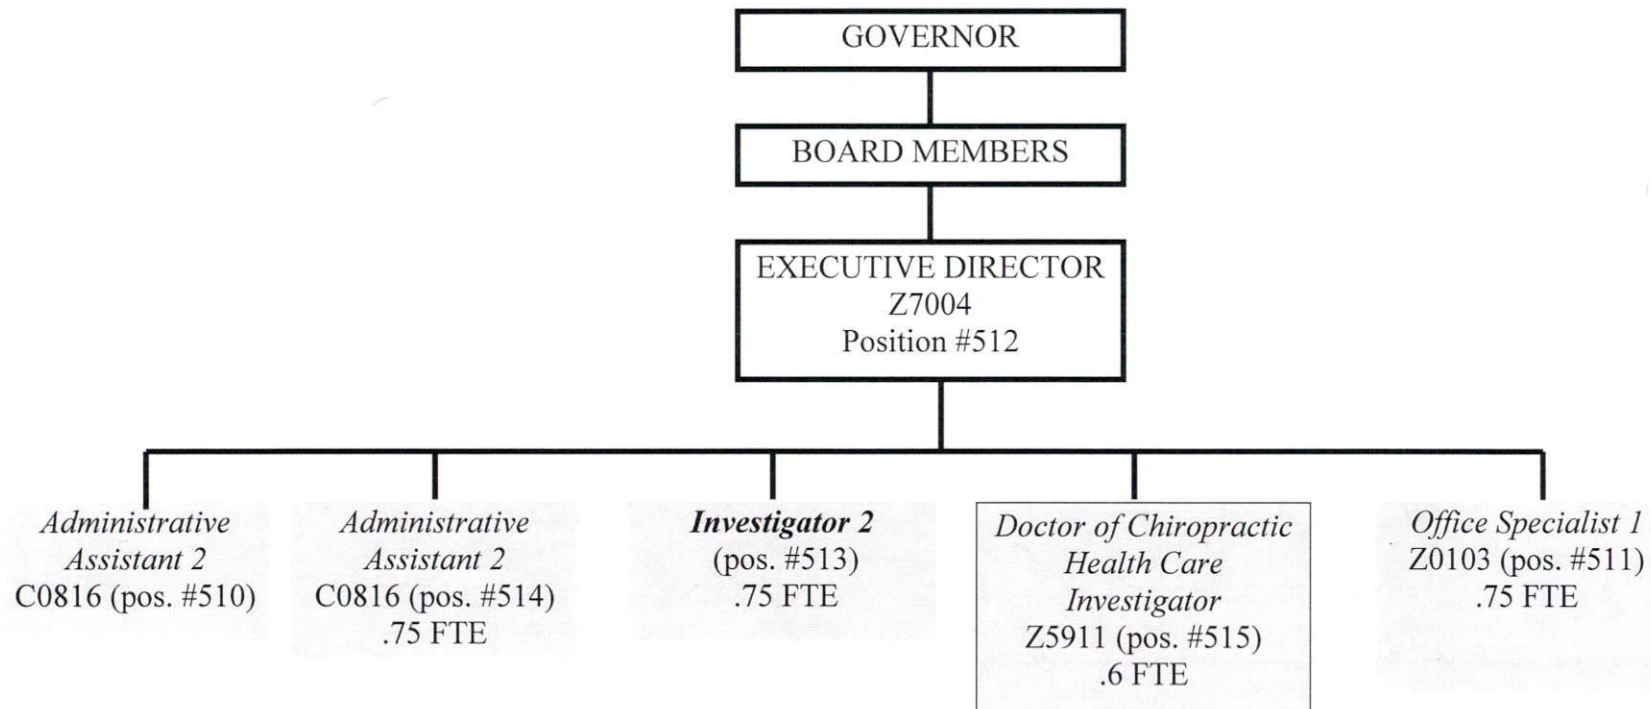 GOVERNOR
BOARD MEMBERS
EXECUTIVE DIRECTOR
Z7004
Position #512
Administrative
Assistant 2
C0816 (pos. #510)
Administrative
Assistant 2
C0816 (pos. #514)
.75 FTE
Investigator 2
(pos. #513)
.75 FTE
Doctor of Chiropractic
Health Care
Investigator
Z5911 (pos. #515)
.6 FTE
Office Specialist 1
Z0103 (pos. #511)
.75 FTE